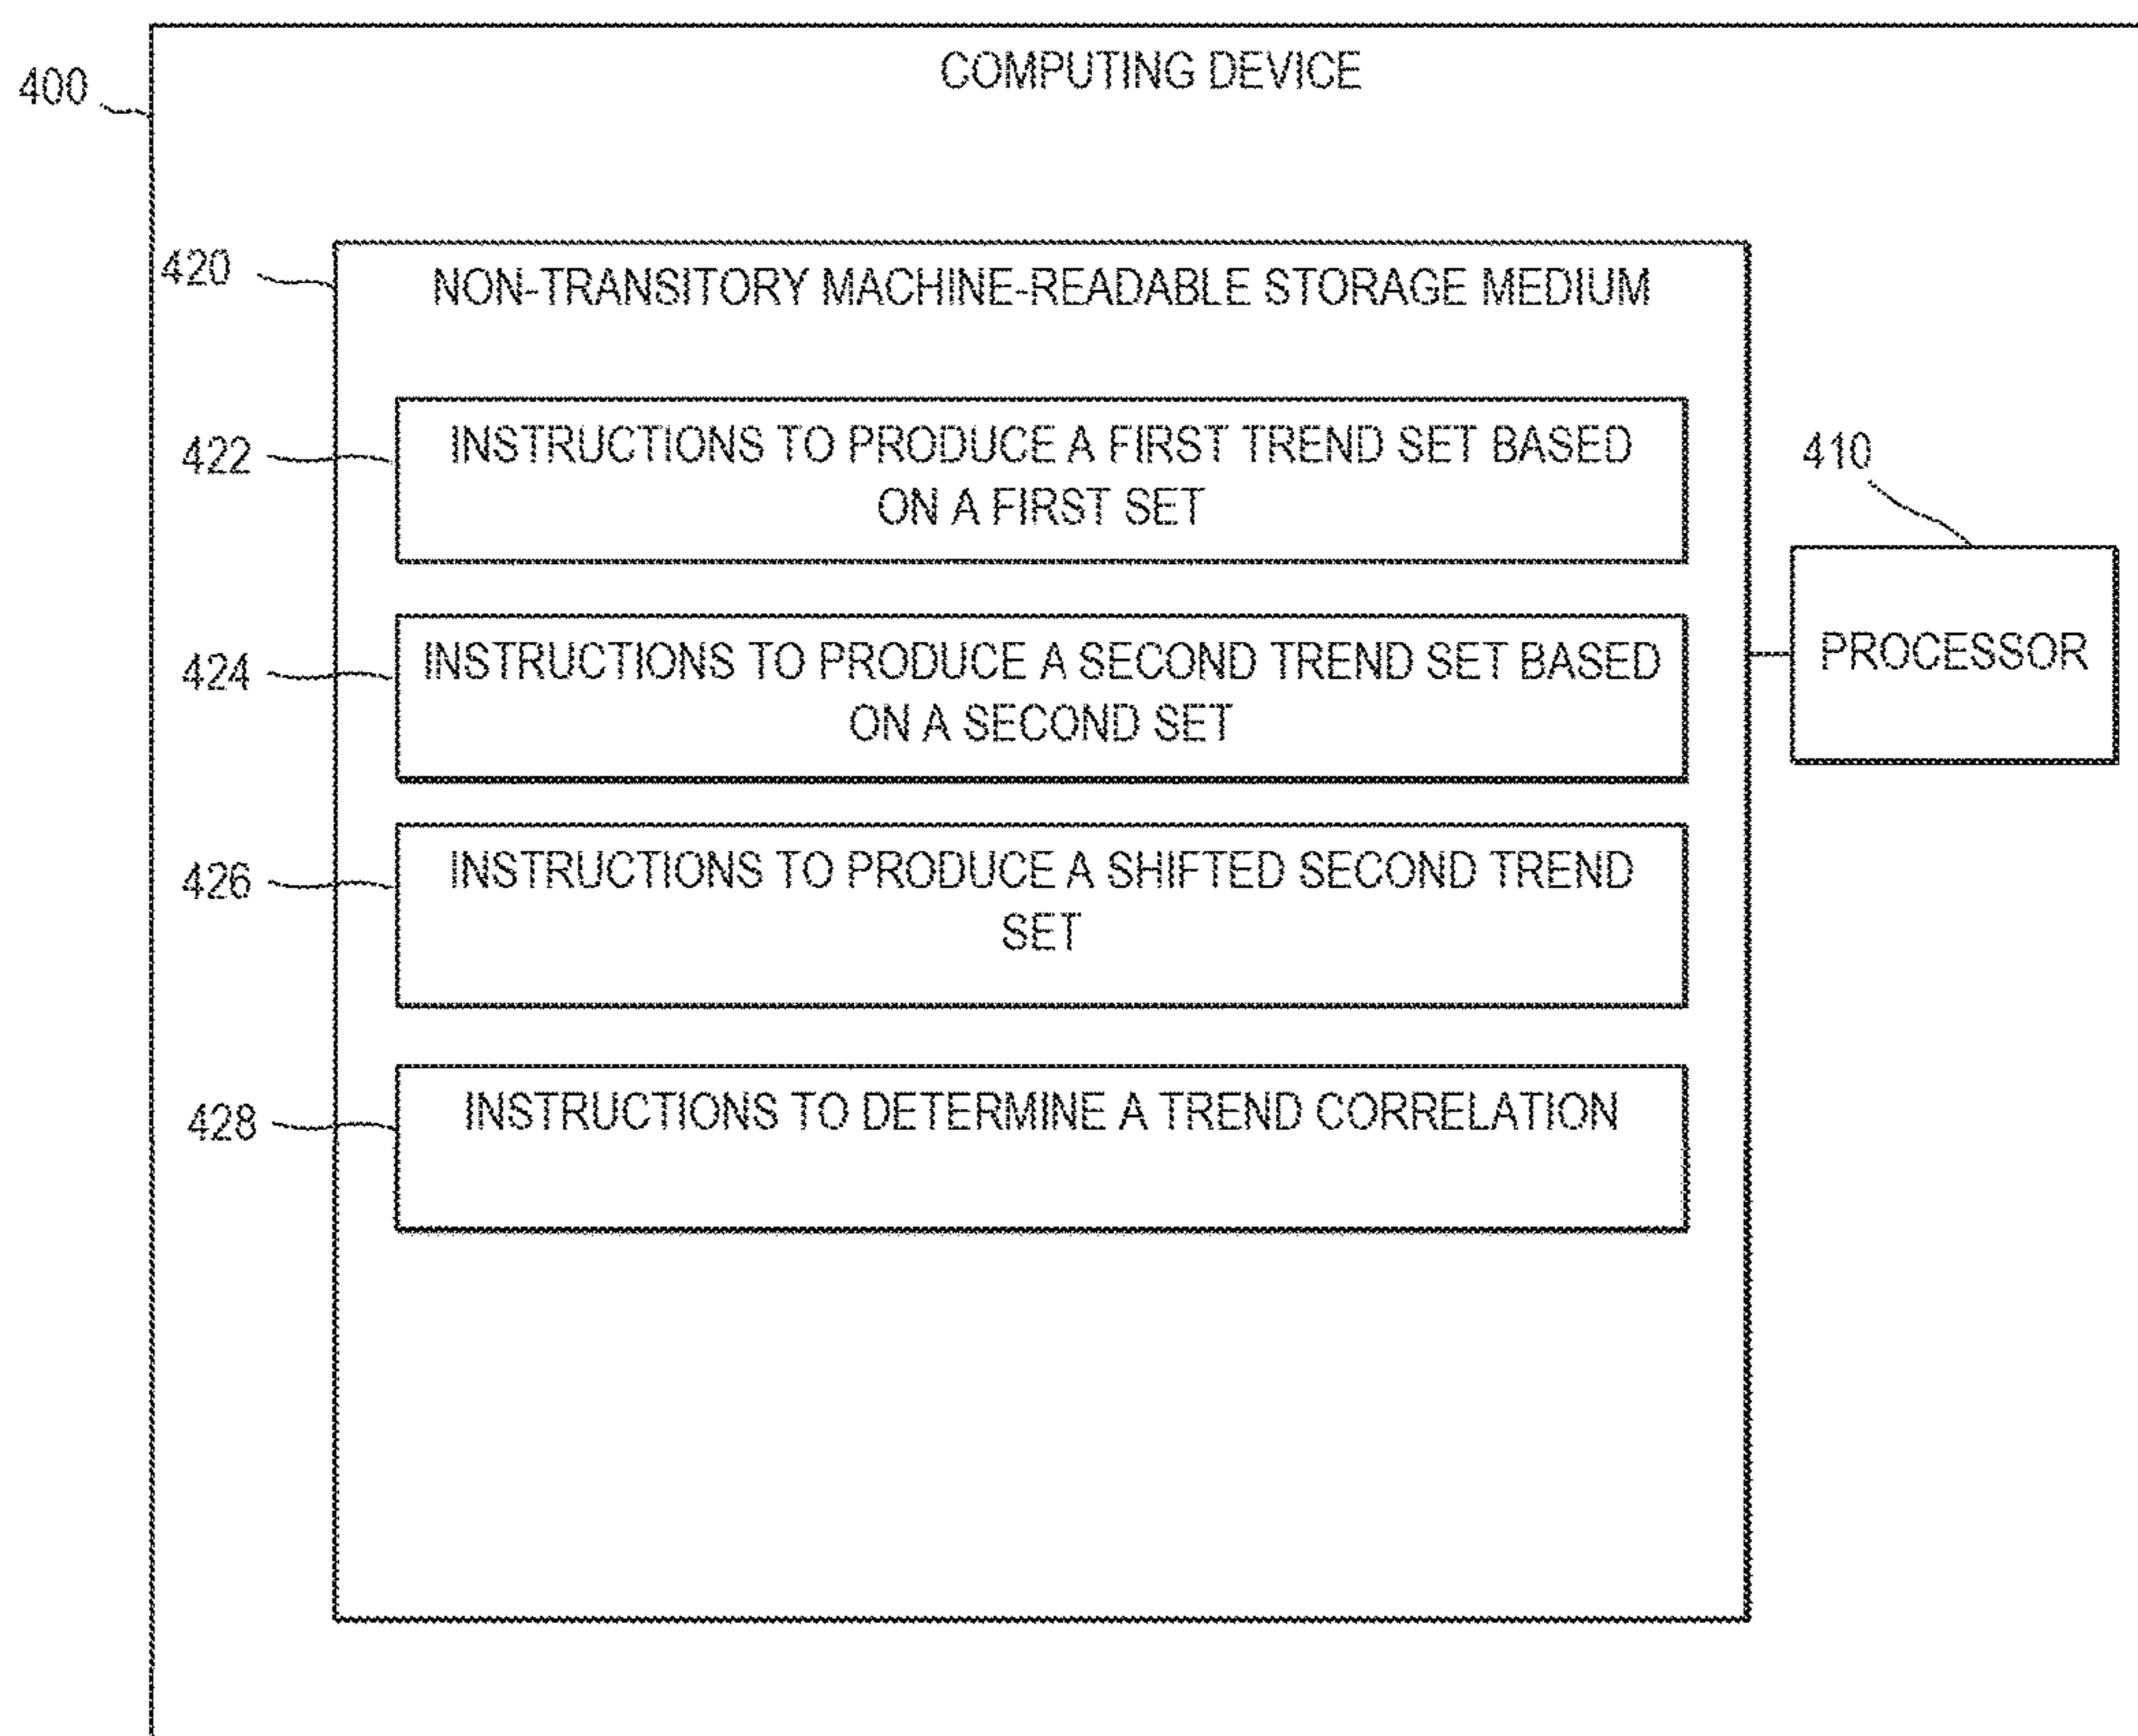 COMPUTING DEVICE
400
420
NON-TRANSITORY MACHINE-READABLE STORAGE MEDIUM
422
INSTRUCTIONS TO PRODUCE A FIRST TREND SET BASED
ON A FIRST SET
410
PROCESSOR
424
INSTRUCTIONS TO PRODUCE A SECOND TREND SET BASED
ON A SECOND SET
426
INSTRUCTIONS TO PRODUCE A SHIFTED SECOND TREND
SET
428
INSTRUCTIONS TO DETERMINE A TREND CORRELATION